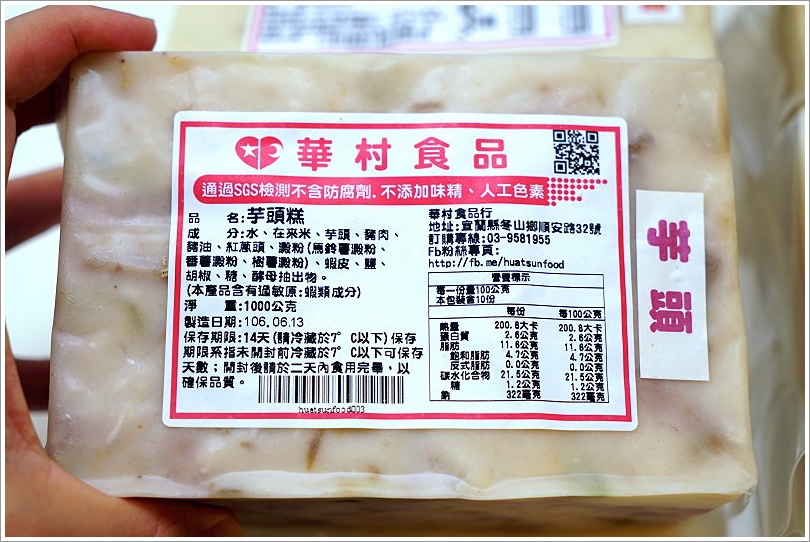 華村食品
通過SGS檢測不含防腐劑.不添加味精、人工色素
品　名:芋頭糕
成　分:水、在來米、芋頭、豬肉、
豬油、紅蔥頭、澱粉(馬鈴薯澱粉、
番薯澱粉、樹薯澱粉)、蝦皮、鹽、
胡椒、糖、酵母抽出物。
(本產品含有過敏原:蝦類成分)
淨　重:1000公克
製造日期:106.06.13
保存期限:14天(請冷藏於7°C以下)保存
期限系指未開封前冷藏於7°C以下可保存
天數；開封後請於二天內食用完畢，以
確保品質。
huatsunfood003
華村食品行
地址:宜蘭縣冬山鄉順安路32號
訂購專線:03-9581955
Fb粉絲專頁:
http://fb.me/huatsunfood
營養標示
每一份量100公克
本包裝含10份
每份 每100公克
熱量 200.8大卡 200.8大卡
蛋白質 2.6公克 2.6公克
脂肪 11.6公克 11.6公克
飽和脂肪 4.7公克 4.7公克
反式脂肪 0.0公克 0.0公克
碳水化合物 21.5公克 21.5公克
糖 1.2公克 1.2公克
鈉 322毫克 322毫克
芋頭